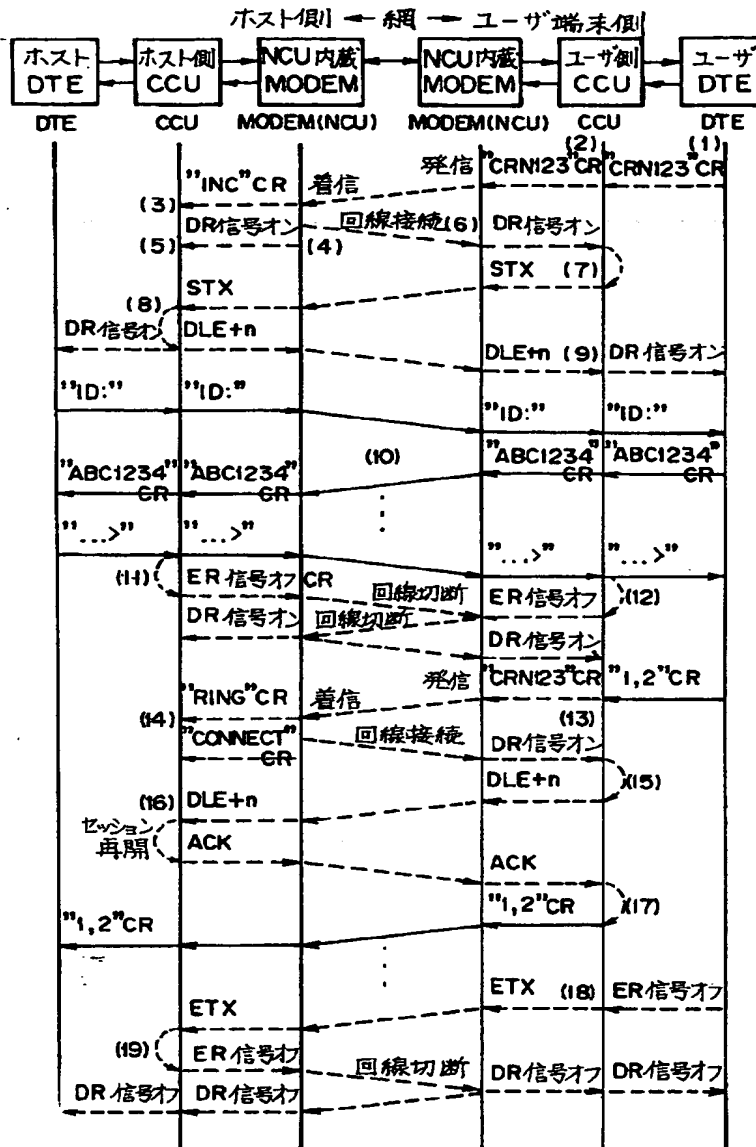 ホスト側 ← 網 → ユーザ端末側
ホスト DTE
ホスト側 CCU
NCU内蔵 MODEM
NCU内蔵 MODEM
ユーザ側 CCU
ユーザ DTE
DTE CCU MODEM(NCU) MODEM(NCU) CCU DTE
(2) (1)
発信 "CRN123"CR "CRN123"CR
"INC"CR 着信
(3)
DR信号オン 回線接続(6) DR信号オン
(5) (4)
STX (7)
STX
(8)
DR信号オン DLE+n
DLE+n (9) DR信号オン
"ID:" "ID:"
"ID:" "ID:"
(10) "ABC1234"CR "ABC1234"CR
"ABC1234"CR "ABC1234"CR
"...>" "...>"
"...>" "...>"
(11) ER信号オフ CR 回線切断 ER信号オフ (12)
DR信号オン 回線切断
DR信号オン
発信 "CRN123"CR "1,2"CR
"RING"CR 着信
(14) (13)
"CONNECT"CR 回線接続 DR信号オン
DLE+n (15)
(16) DLE+n
セッション再開 ACK
ACK
"1,2"CR (17)
"1,2"CR
ETX (18) ER信号オフ
ETX
(19) ER信号オフ 回線切断
DR信号オフ DR信号オフ
DR信号オフ DR信号オフ